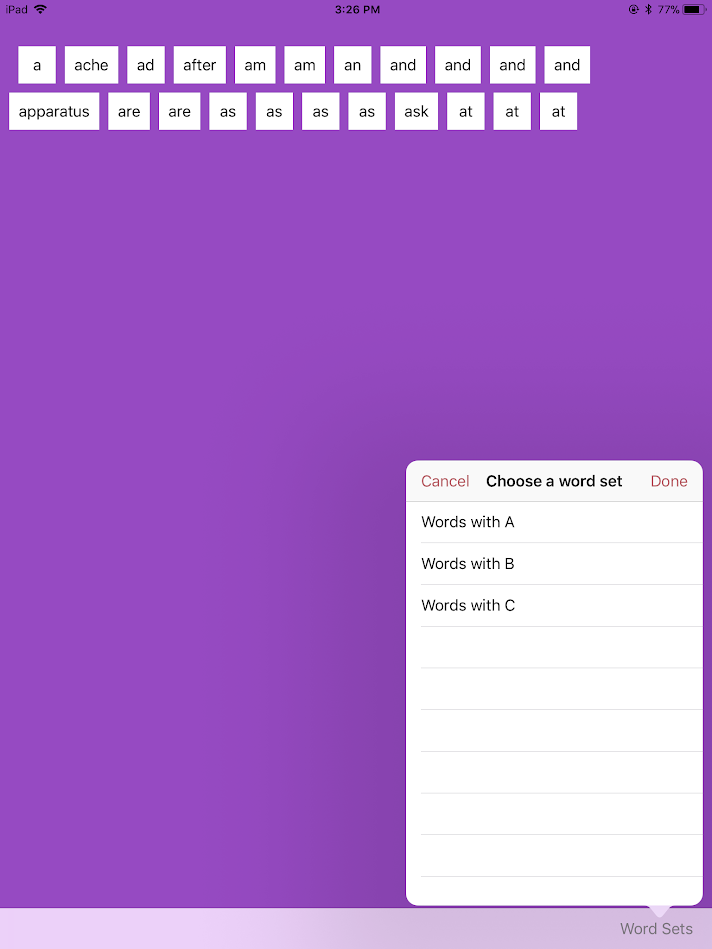 iPad 3:26 PM 77%
a ache ad after am am an and and and and
apparatus are are as as as as ask at at at
Cancel Choose a word set Done
Words with A
Words with B
Words with C
Word Sets